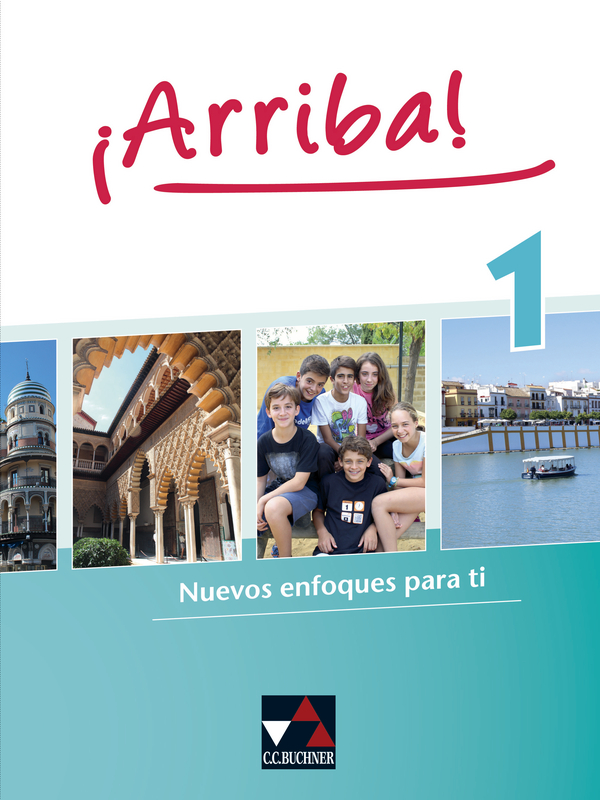 ¡Arriba!
1
Nuevos enfoques para ti
C.C.BUCHNER